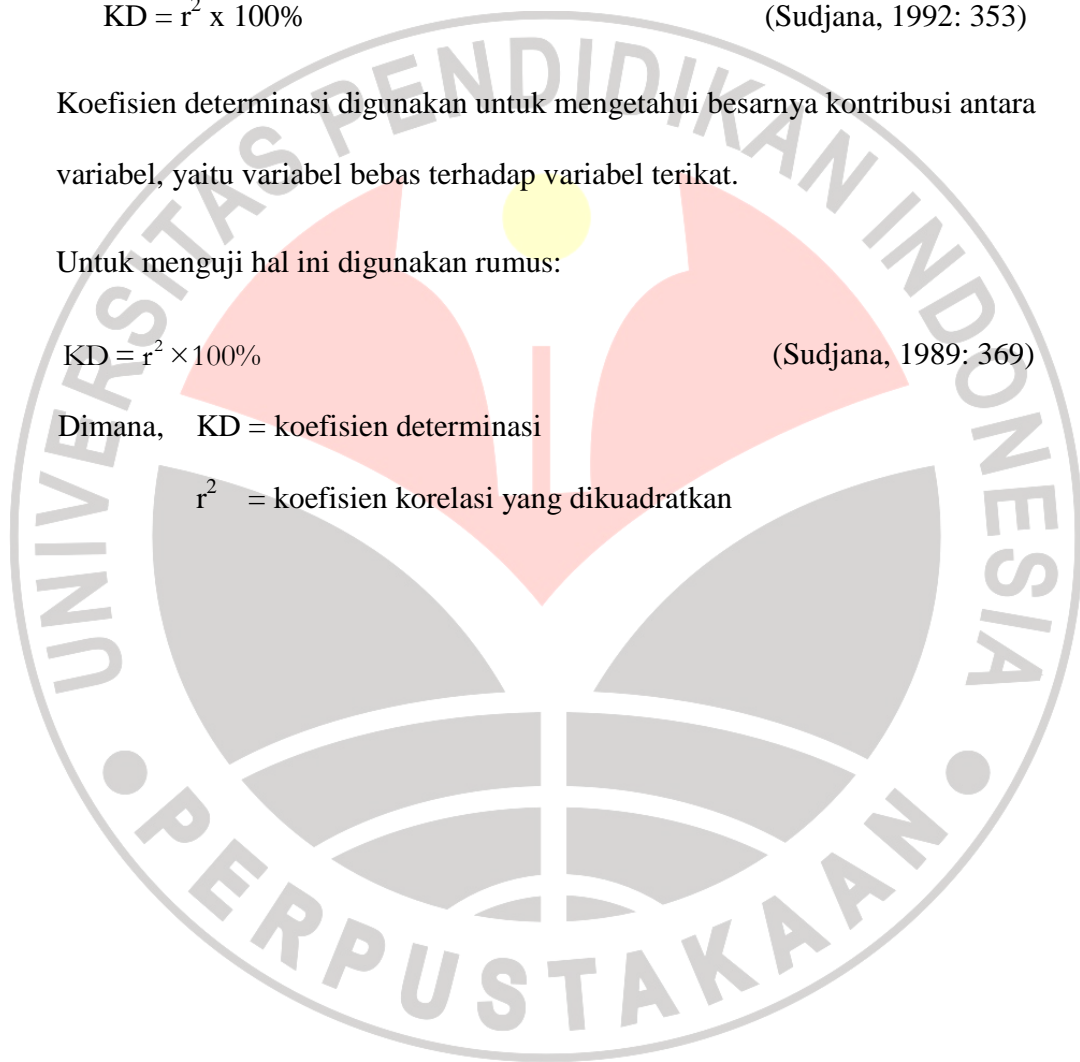 KD = r² x 100% (Sudjana, 1992: 353)
Koefisien determinasi digunakan untuk mengetahui besarnya kontribusi antara
variabel, yaitu variabel bebas terhadap variabel terikat.
Untuk menguji hal ini digunakan rumus:
KD = r² ×100% (Sudjana, 1989: 369)
Dimana, KD = koefisien determinasi
r² = koefisien korelasi yang dikuadratkan
UNIVERSITAS PENDIDIKAN INDONESIA
PERPUSTAKAAN